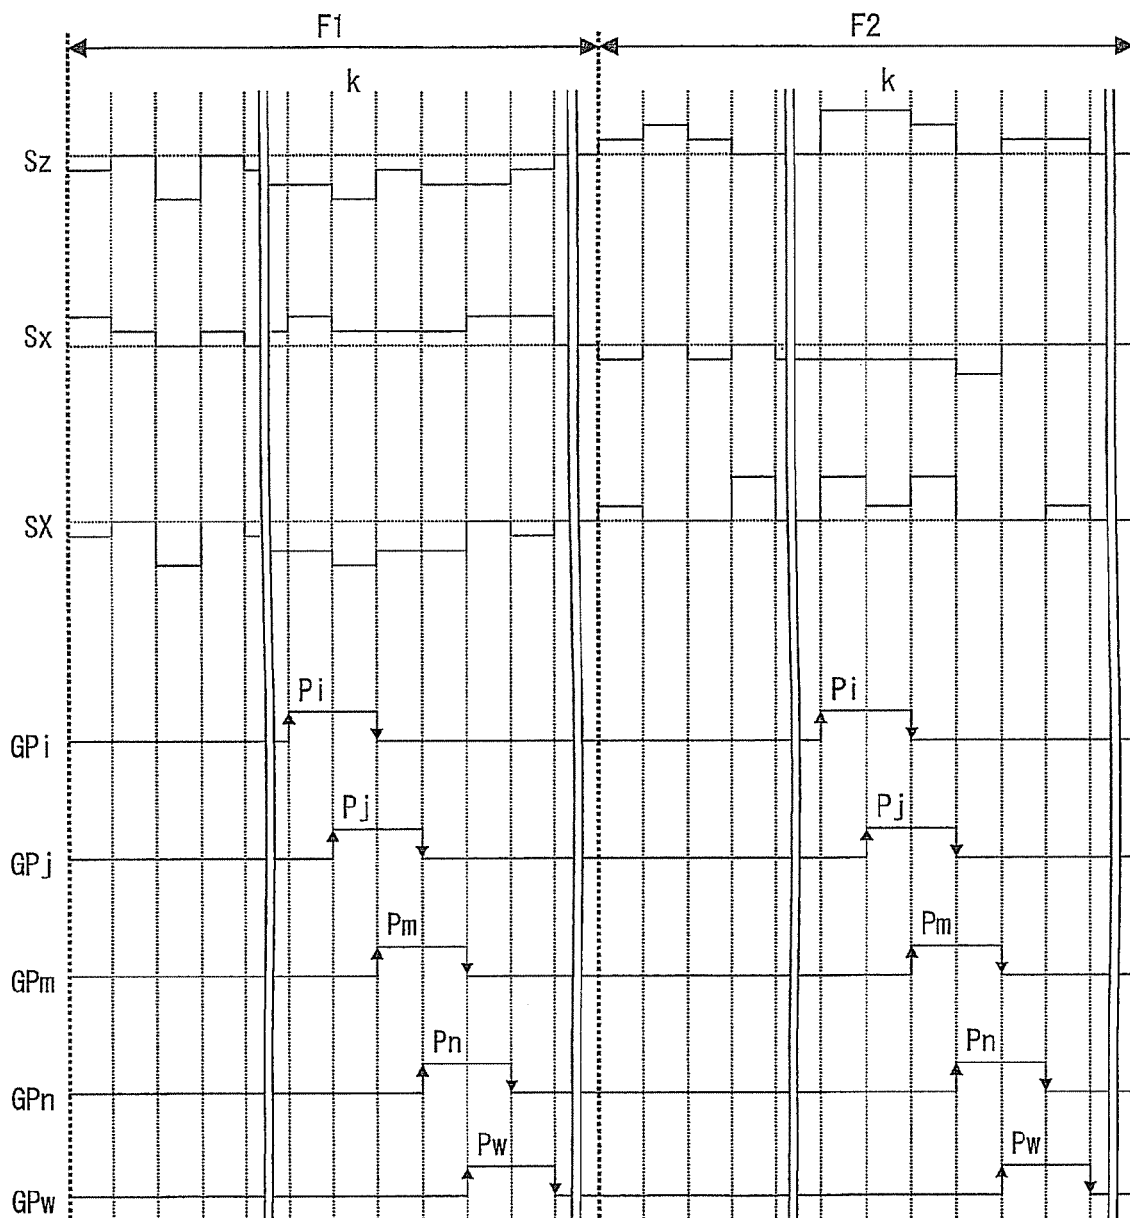 F1 F2
k k
Sz
Sx
SX
Pi Pi
GPi
Pj Pj
GPj
Pm Pm
GPm
Pn Pn
GPn
Pw Pw
GPw